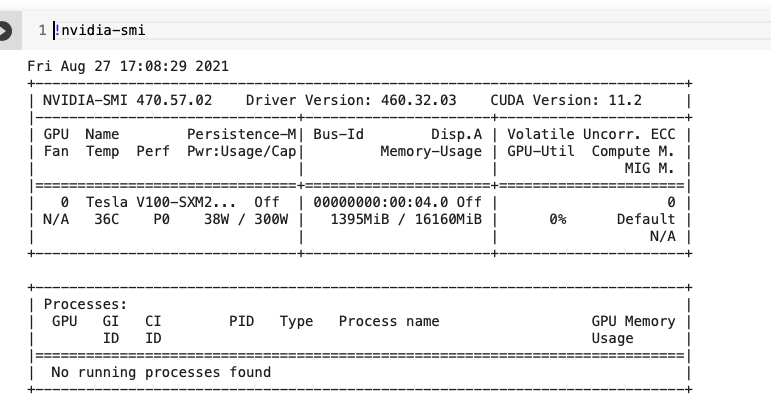 1 !nvidia-smi
Fri Aug 27 17:08:29 2021
+-----------------------------------------------------------------------------+
| NVIDIA-SMI 470.57.02    Driver Version: 460.32.03    CUDA Version: 11.2     |
|-------------------------------+----------------------+----------------------+
| GPU  Name        Persistence-M| Bus-Id        Disp.A | Volatile Uncorr. ECC |
| Fan  Temp  Perf  Pwr:Usage/Cap|         Memory-Usage | GPU-Util  Compute M. |
|                               |                      |               MIG M. |
|===============================+======================+======================|
|   0  Tesla V100-SXM2...  Off  | 00000000:00:04.0 Off |                    0 |
| N/A   36C    P0    38W / 300W |   1395MiB / 16160MiB |      0%      Default |
|                               |                      |                  N/A |
+-------------------------------+----------------------+----------------------+
+-----------------------------------------------------------------------------+
| Processes:                                                                  |
|  GPU   GI   CI        PID   Type   Process name                  GPU Memory |
|        ID   ID                                                   Usage      |
|=============================================================================|
|  No running processes found                                                 |
+-----------------------------------------------------------------------------+